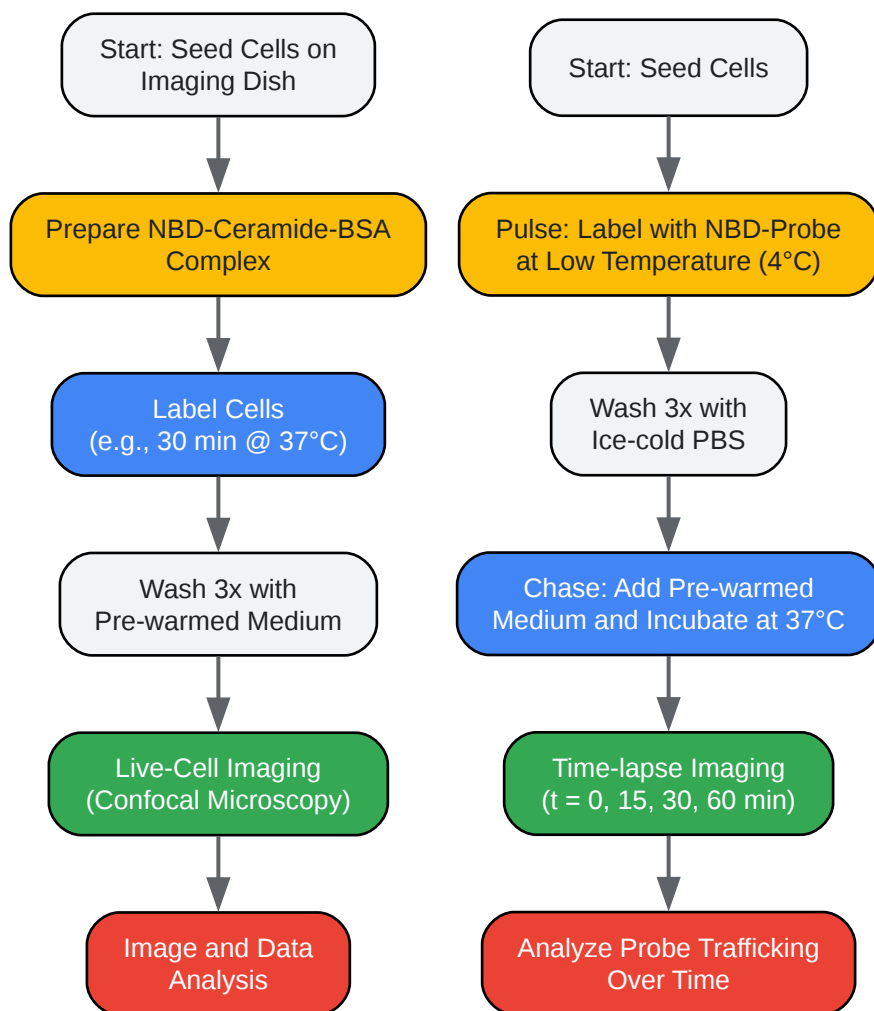 Start: Seed Cells on
Imaging Dish
Prepare NBD-Ceramide-BSA
Complex
Label Cells
(e.g., 30 min @ 37°C)
Wash 3x with
Pre-warmed Medium
Live-Cell Imaging
(Confocal Microscopy)
Image and Data
Analysis
Start: Seed Cells
Pulse: Label with NBD-Probe
at Low Temperature (4°C)
Wash 3x with
Ice-cold PBS
Chase: Add Pre-warmed
Medium and Incubate at 37°C
Time-lapse Imaging
(t = 0, 15, 30, 60 min)
Analyze Probe Trafficking
Over Time